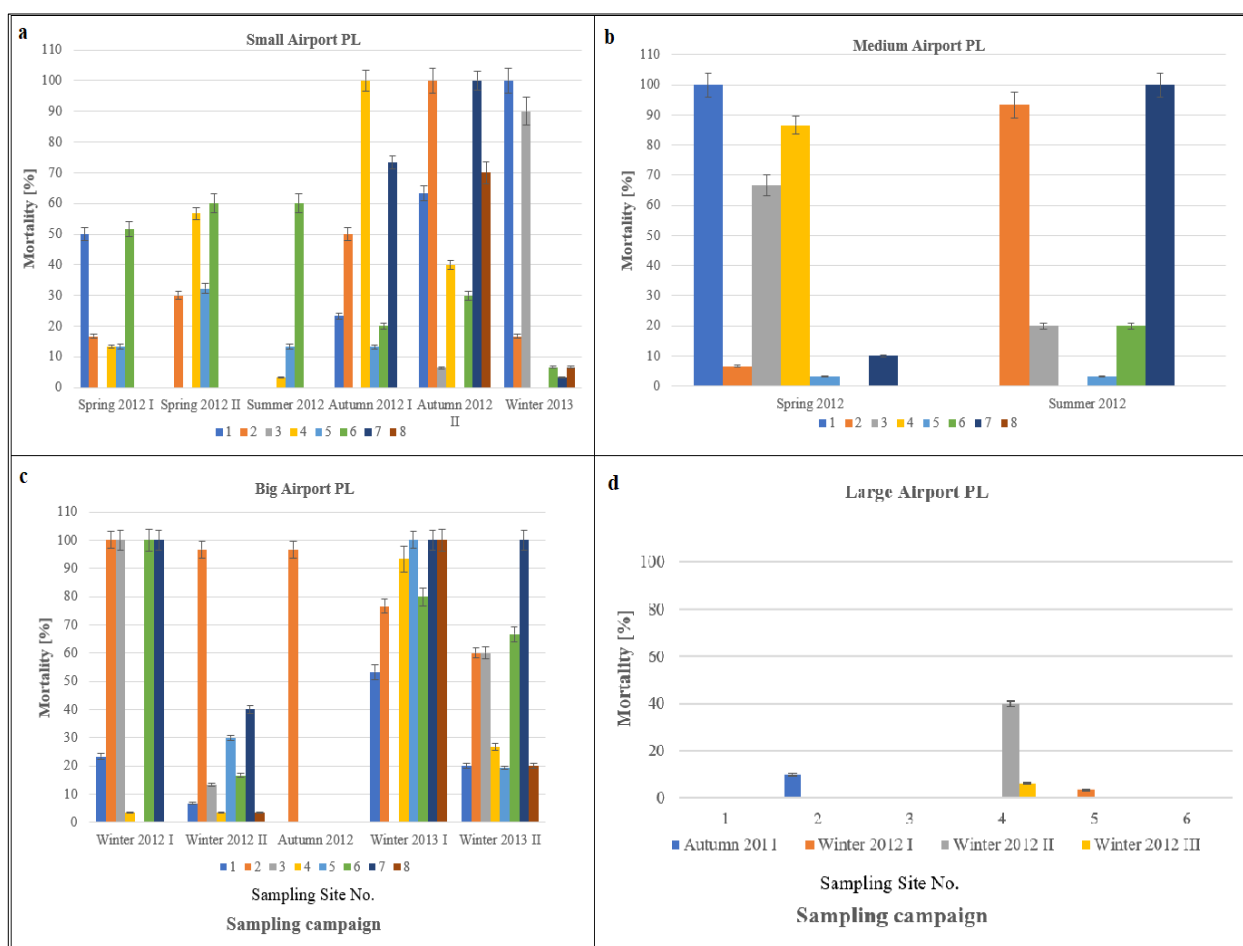 a
Small Airport PL
Mortality [%]
110
100
90
80
70
60
50
40
30
20
10
0
Spring 2012 I Spring 2012 II Summer 2012 Autumn 2012 I Autumn 2012 II Winter 2013
1 2 3 4 5 6 7 8
b
Medium Airport PL
Mortality [%]
110
100
90
80
70
60
50
40
30
20
10
0
Spring 2012 Summer 2012
1 2 3 4 5 6 7 8
c
Big Airport PL
Mortality [%]
110
100
90
80
70
60
50
40
30
20
10
0
Winter 2012 I Winter 2012 II Autumn 2012 Winter 2013 I Winter 2013 II
1 2 3 4 5 6 7 8
Sampling Site No.
Sampling campaign
d
Large Airport PL
Mortality [%]
100
80
60
40
20
0
1 2 3 4 5 6
Autumn 2011 Winter 2012 I Winter 2012 II Winter 2012 III
Sampling Site No.
Sampling campaign